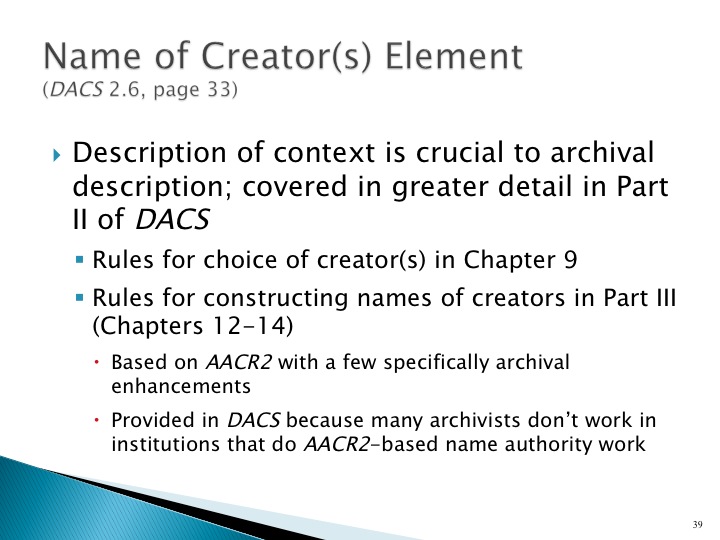 Name of Creator(s) Element
(DACS 2.6, page 33)
Description of context is crucial to archival
description; covered in greater detail in Part
II of DACS
Rules for choice of creator(s) in Chapter 9
Rules for constructing names of creators in Part III
(Chapters 12-14)
Based on AACR2 with a few specifically archival
enhancements
Provided in DACS because many archivists don’t work in
institutions that do AACR2-based name authority work
39